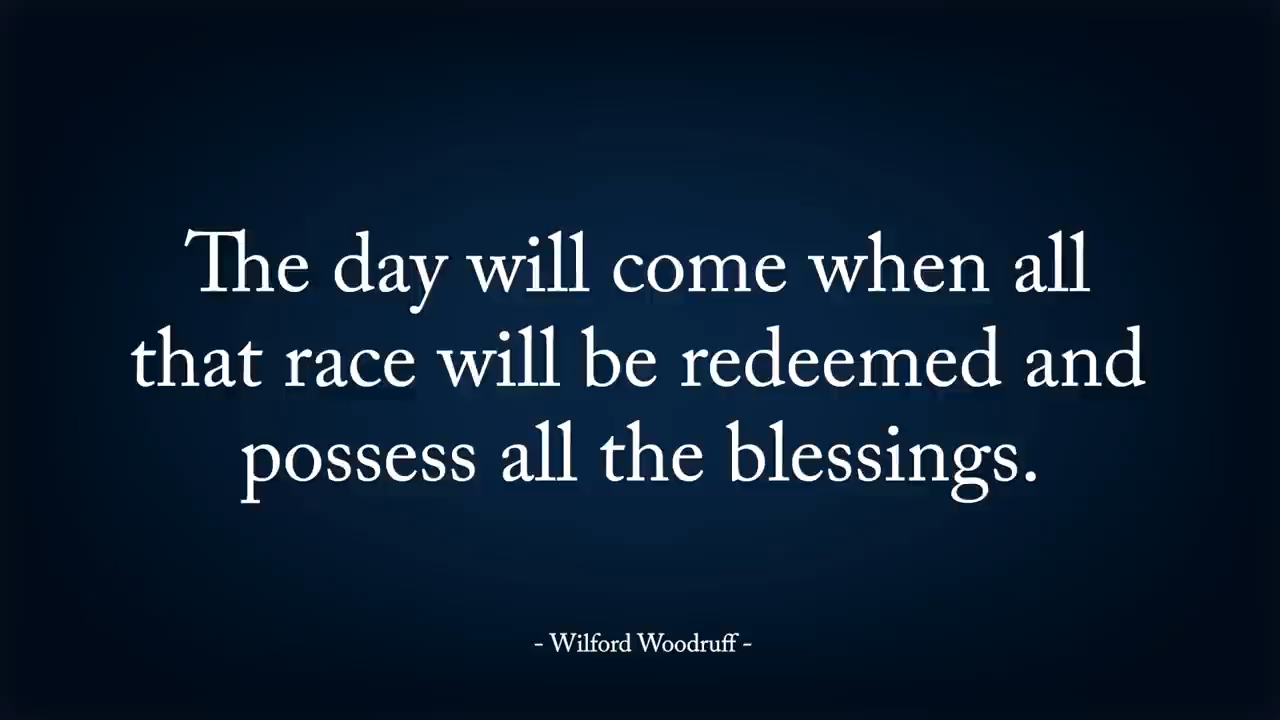 The day will come when all
that race will be redeemed and
possess all the blessings.
- Wilford Woodruff -